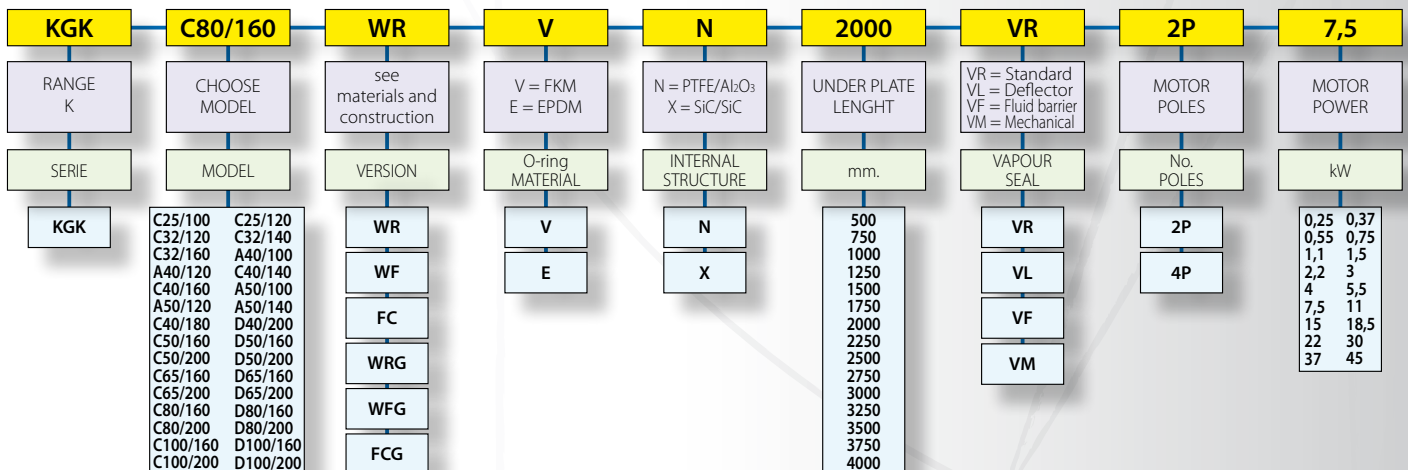 KGK C80/160 WR V N 2000 VR 2P 7,5
RANGE
K
CHOOSE
MODEL
see
materials and
construction
V = FKM
E = EPDM
N = PTFE/Al2O3
X = SiC/SiC
UNDER PLATE
LENGHT
VR = Standard
VL = Deflector
VF = Fluid barrier
VM = Mechanical
MOTOR
POLES
MOTOR
POWER
SERIE
MODEL
VERSION
O-ring
MATERIAL
INTERNAL
STRUCTURE
mm.
VAPOUR
SEAL
No.
POLES
kW
KGK
C25/100 C25/120
C32/120 C32/140
C32/160 A40/100
A40/120 C40/140
C40/160 A50/100
A50/120 A50/140
C40/180 D40/200
C50/160 D50/160
C50/200 D50/200
C65/160 D65/160
C65/200 D65/200
C80/160 D80/160
C80/200 D80/200
C100/160 D100/160
C100/200 D100/200
WR
WF
FC
WRG
WFG
FCG
V
E
N
X
500
750
1000
1250
1500
1750
2000
2250
2500
2750
3000
3250
3500
3750
4000
VR
VL
VF
VM
2P
4P
0,25 0,37
0,55 0,75
1,1 1,5
2,2 3
4 5,5
7,5 11
15 18,5
22 30
37 45